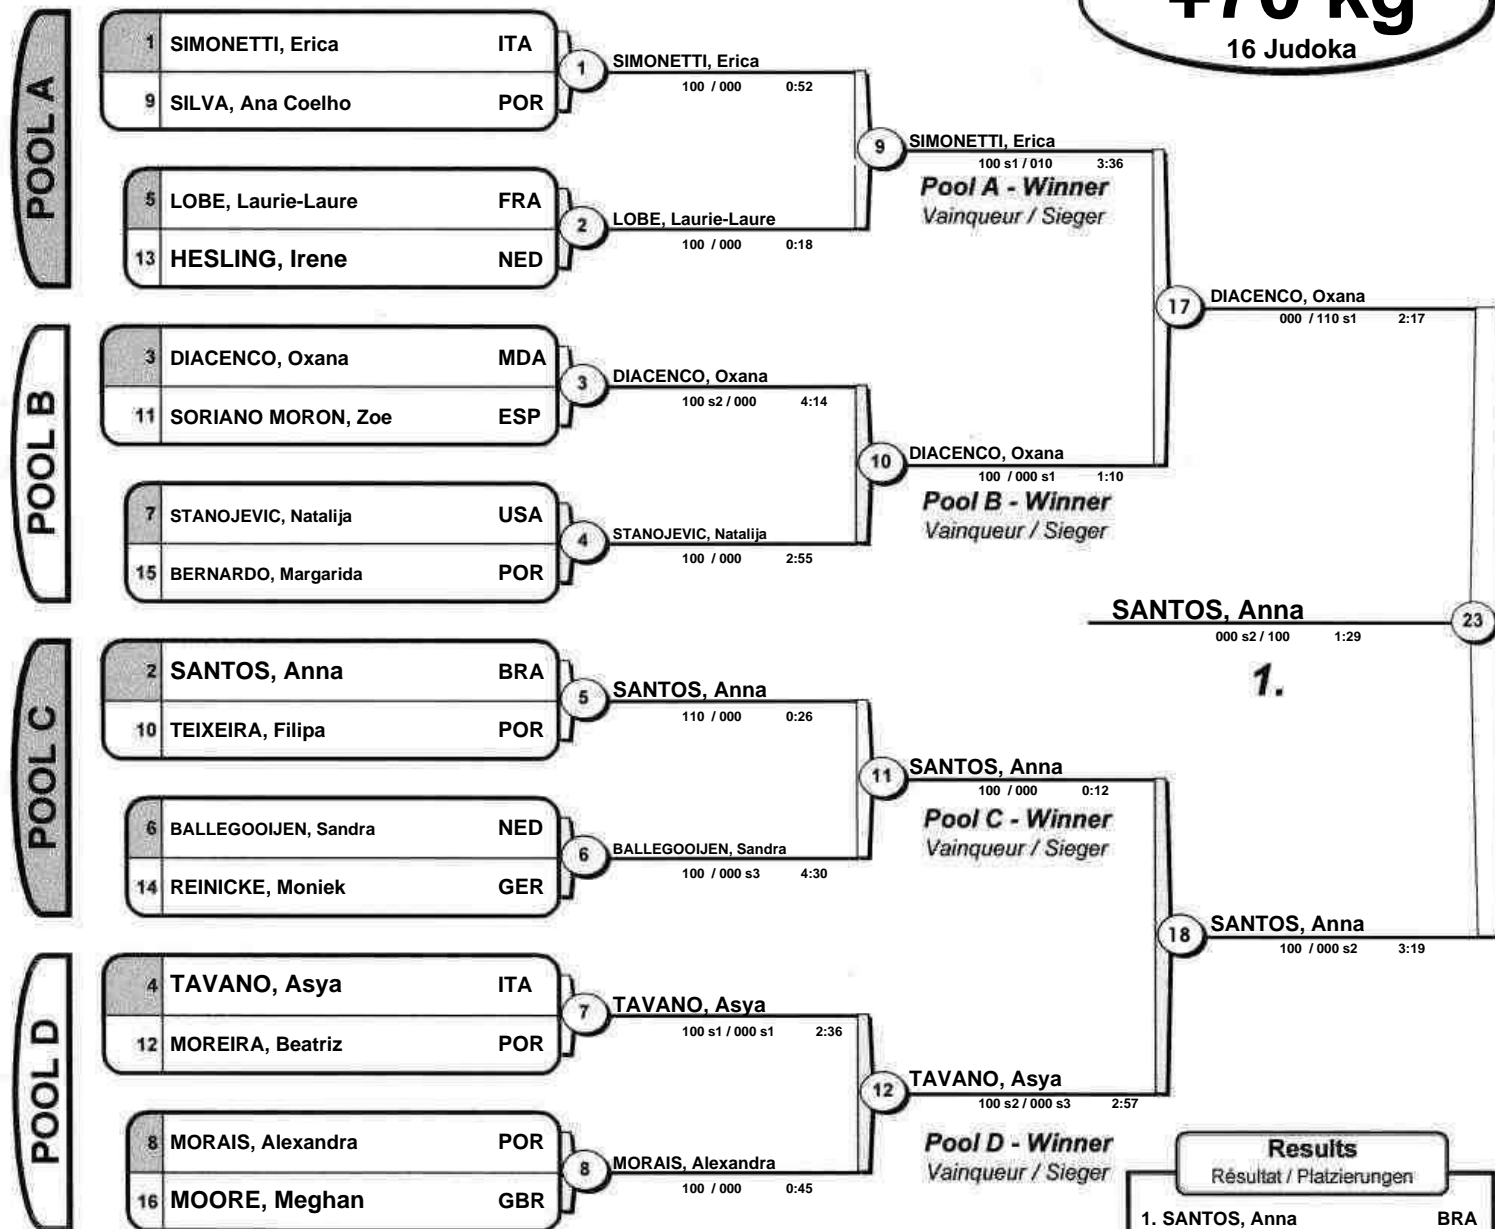 +70 kg
16 Judoka
POOL A
1 SIMONETTI, Erica ITA
9 SILVA, Ana Coelho POR
1 SIMONETTI, Erica
100 / 000 0:52
5 LOBE, Laurie-Laure FRA
13 HESLING, Irene NED
2 LOBE, Laurie-Laure
100 / 000 0:18
9 SIMONETTI, Erica
100 s1 / 010 3:36
Pool A - Winner
Vainqueur / Sieger
POOL B
3 DIACENCO, Oxana MDA
11 SORIANO MORON, Zoe ESP
3 DIACENCO, Oxana
100 s2 / 000 4:14
7 STANOJEVIC, Natalija USA
15 BERNARDO, Margarida POR
4 STANOJEVIC, Natalija
100 / 000 2:55
10 DIACENCO, Oxana
100 / 000 s1 1:10
Pool B - Winner
Vainqueur / Sieger
17 DIACENCO, Oxana
000 / 110 s1 2:17
SANTOS, Anna 23
000 s2 / 100 1:29
1.
POOL C
2 SANTOS, Anna BRA
10 TEIXEIRA, Filipa POR
5 SANTOS, Anna
110 / 000 0:26
6 BALLEGOOIJEN, Sandra NED
14 REINICKE, Moniek GER
6 BALLEGOOIJEN, Sandra
100 / 000 s3 4:30
11 SANTOS, Anna
100 / 000 0:12
Pool C - Winner
Vainqueur / Sieger
18 SANTOS, Anna
100 / 000 s2 3:19
POOL D
4 TAVANO, Asya ITA
12 MOREIRA, Beatriz POR
7 TAVANO, Asya
100 s1 / 000 s1 2:36
8 MORAIS, Alexandra POR
16 MOORE, Meghan GBR
8 MORAIS, Alexandra
100 / 000 0:45
12 TAVANO, Asya
100 s2 / 000 s3 2:57
Pool D - Winner
Vainqueur / Sieger
Results
Résultat / Platzierungen
1. SANTOS, Anna BRA